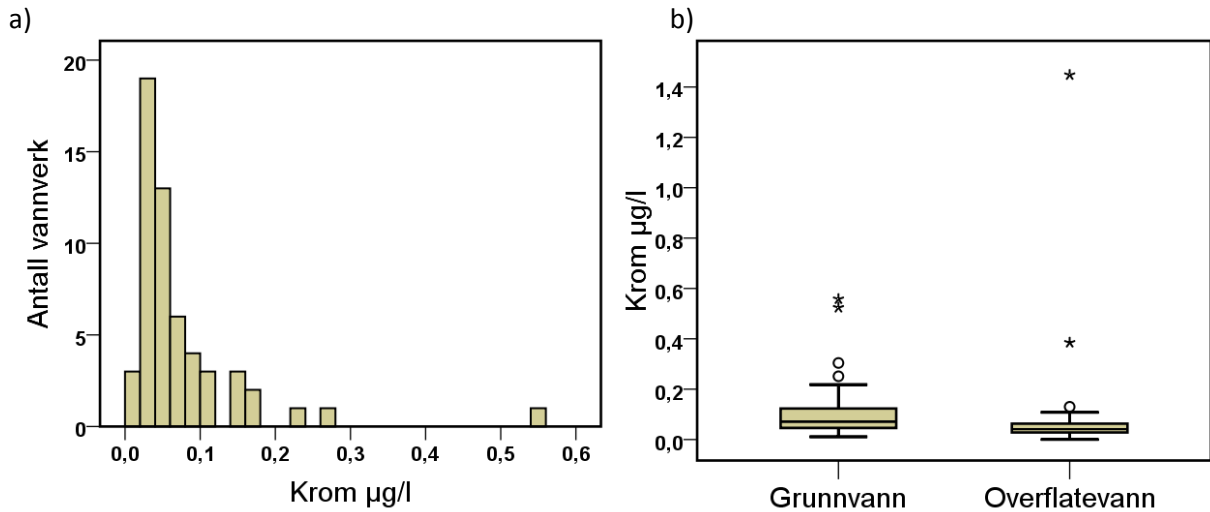 a)
Antall vannverk
20
15
10
5
0
0,0 0,1 0,2 0,3 0,4 0,5 0,6
Krom µg/l
b)
Krom µg/l
1,4
1,2
1,0
0,8
0,6
0,4
0,2
0,0
Grunnvann Overflatevann